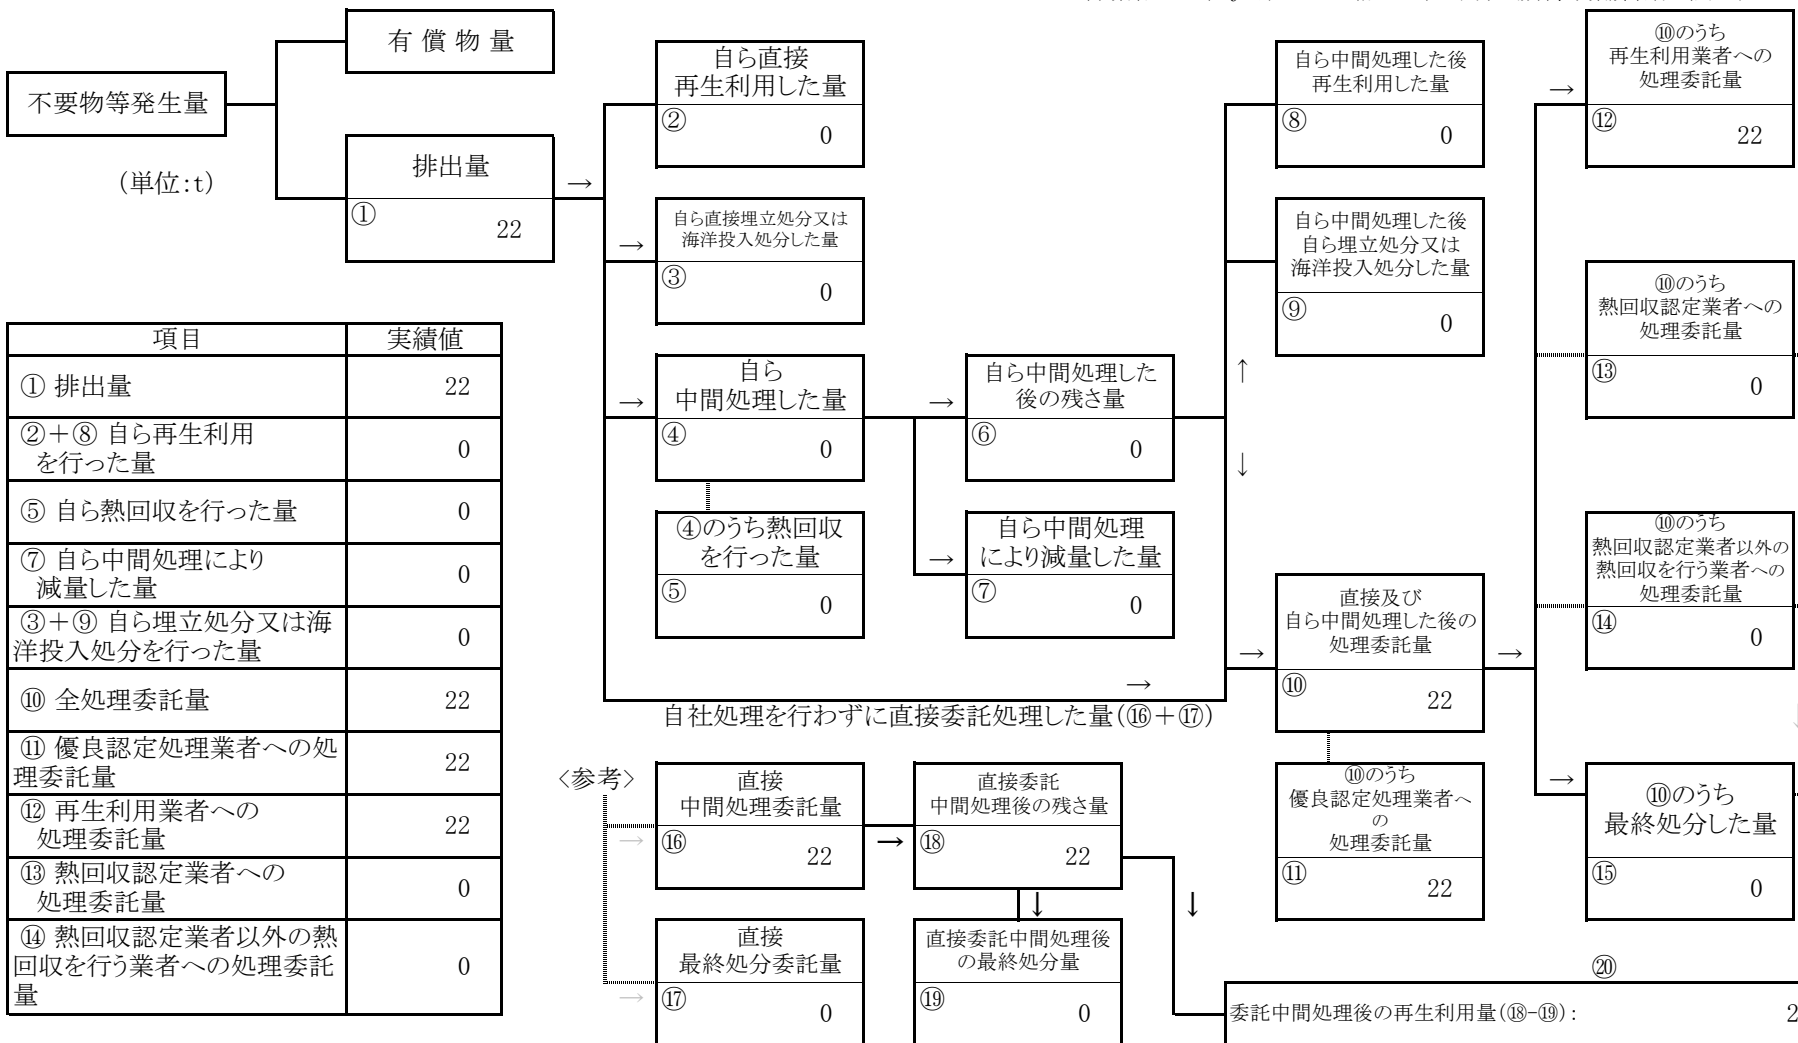 有 償 物 量
不要物等発生量
(単位:t)
排出量
①
22
→
自ら直接
再生利用した量
②
0
→
自ら直接埋立処分又は
海洋投入処分した量
③
0
→
自ら
中間処理した量
④
0
④のうち熱回収
を行った量
⑤
0
→
自ら中間処理した
後の残さ量
⑥
0
→
自ら中間処理
により減量した量
⑦
0
自ら中間処理した後
再生利用した量
⑧
0
自ら中間処理した後
自ら埋立処分又は
海洋投入処分した量
⑨
0
↑
↓
→
自社処理を行わずに直接委託処理した量(⑯+⑰)
→
直接及び
自ら中間処理した後の
処理委託量
⑩
22
→
⑩のうち
優良認定処理業者へ
の
処理委託量
⑪
22
→
⑩のうち
再生利用業者への
処理委託量
⑫
22
⑩のうち
熱回収認定業者への
処理委託量
⑬
0
⑩のうち
熱回収認定業者以外の
熱回収を行う業者への
処理委託量
⑭
0
→
⑩のうち
最終処分した量
⑮
0
項目 実績値
① 排出量 22
②+⑧ 自ら再生利用
を行った量 0
⑤ 自ら熱回収を行った量 0
⑦ 自ら中間処理により
減量した量 0
③+⑨ 自ら埋立処分又は海
洋投入処分を行った量 0
⑩ 全処理委託量 22
⑪ 優良認定処理業者への処
理委託量 22
⑫ 再生利用業者への
処理委託量 22
⑬ 熱回収認定業者への
処理委託量 0
⑭ 熱回収認定業者以外の熱
回収を行う業者への処理委託
量 0
<参考>
→
直接
中間処理委託量
⑯
22
→
直接委託
中間処理後の残さ量
⑱
22
↓
↓
→
直接
最終処分委託量
⑰
0
直接委託中間処理後
の最終処分量
⑲
0
⑳
委託中間処理後の再生利用量(⑱-⑲): 2